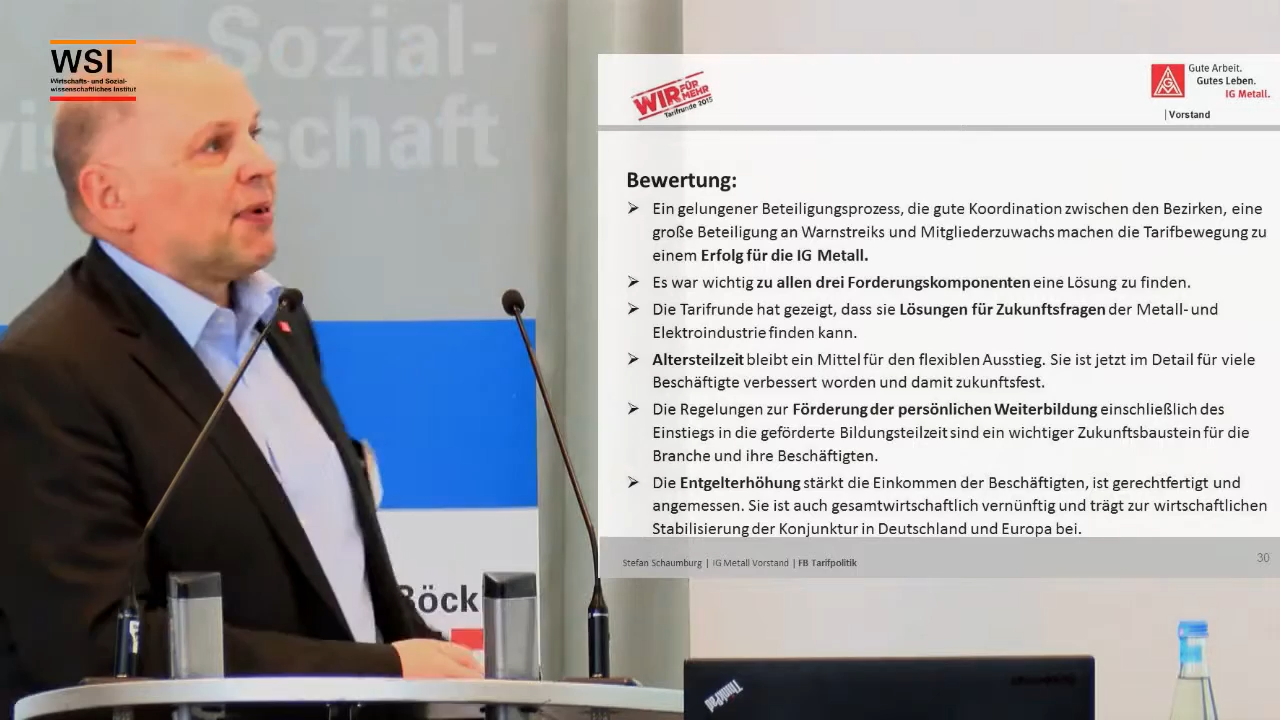 Sozial-
schaft
WSI
Wirtschafts- und Sozial-
wissenschaftliches Institut
WIR FÜR MEHR
Tarifrunde 2015
Gute Arbeit.
Gutes Leben.
IG Metall.
Vorstand
Bewertung:
Ein gelungener Beteiligungsprozess, die gute Koordination zwischen den Bezirken, eine
große Beteiligung an Warnstreiks und Mitgliederzuwachs machen die Tarifbewegung zu
einem Erfolg für die IG Metall.
Es war wichtig zu allen drei Forderungskomponenten eine Lösung zu finden.
Die Tarifrunde hat gezeigt, dass sie Lösungen für Zukunftsfragen der Metall- und
Elektroindustrie finden kann.
Altersteilzeit bleibt ein Mittel für den flexiblen Ausstieg. Sie ist jetzt im Detail für viele
Beschäftigte verbessert worden und damit zukunftsfest.
Die Regelungen zur Förderung der persönlichen Weiterbildung einschließlich des
Einstiegs in die geförderte Bildungsteilzeit sind ein wichtiger Zukunftsbaustein für die
Branche und ihre Beschäftigten.
Die Entgelterhöhung stärkt die Einkommen der Beschäftigten, ist gerechtfertigt und
angemessen. Sie ist auch gesamtwirtschaftlich vernünftig und trägt zur wirtschaftlichen
Stabilisierung der Konjunktur in Deutschland und Europa bei.
Stefan Schaumburg | IG Metall Vorstand | FB Tarifpolitik
30
Böck
ThinkPad